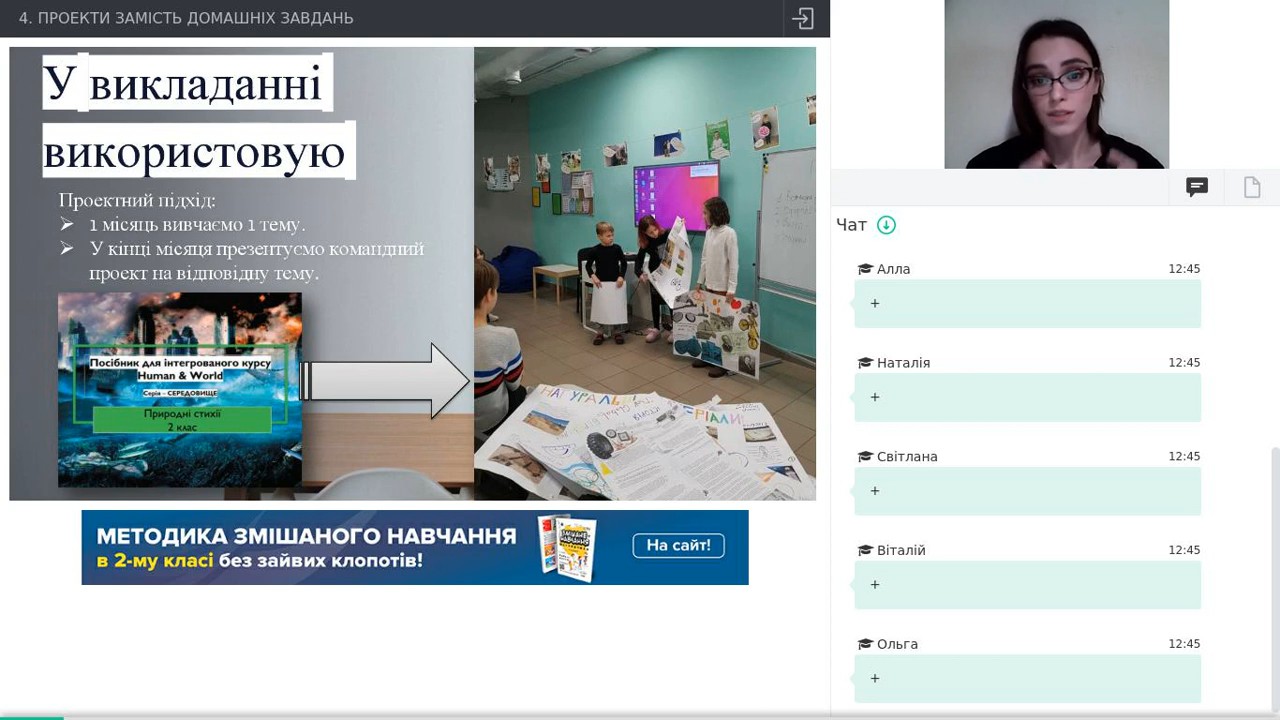 4. ПРОЕКТИ ЗАМІСТЬ ДОМАШНІХ ЗАВДАНЬ
У викладанні
використовую
Проектний підхід:
1 місяць вивчаємо 1 тему.
У кінці місяця презентуємо командний
проект на відповідну тему.
Посібник для інтегрованого курсу
Human & World
Серія – СЕРЕДОВИЩЕ
Природні стихії
2 клас
НАТУРАЛЬ
РІАЛИ
МЕТОДИКА ЗМІШАНОГО НАВЧАННЯ
в 2-му класі без зайвих клопотів!
На сайт!
Чат
Алла 12:45
+
Наталія 12:45
+
Світлана 12:45
+
Віталій 12:45
+
Ольга 12:45
+